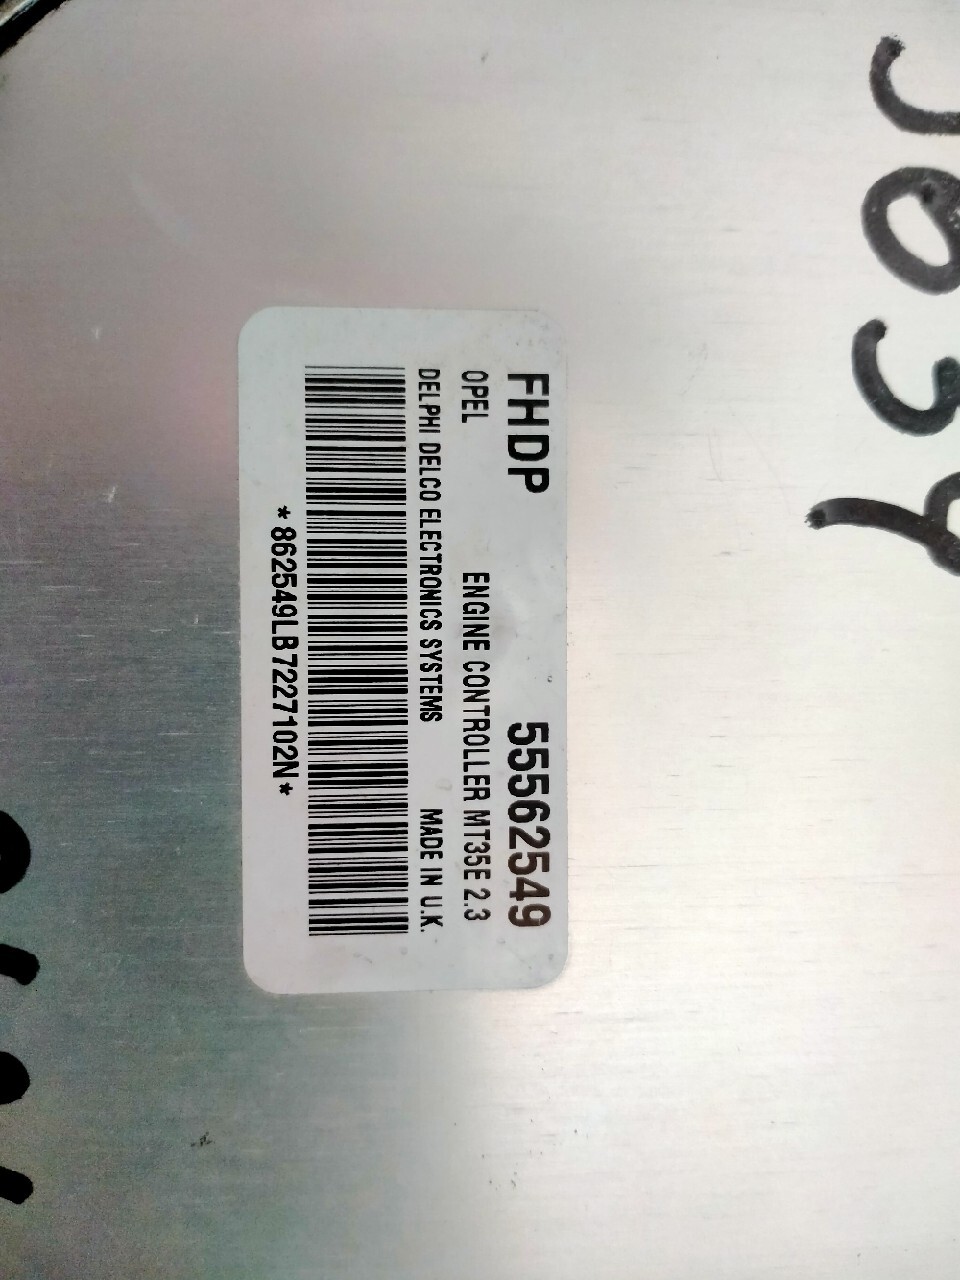 FHDP 55562549
OPEL ENGINE CONTROLLER MT35E 2.3
DELPHI DELCO ELECTRONICS SYSTEMS MADE IN U.K.
*862549LB7227102N*